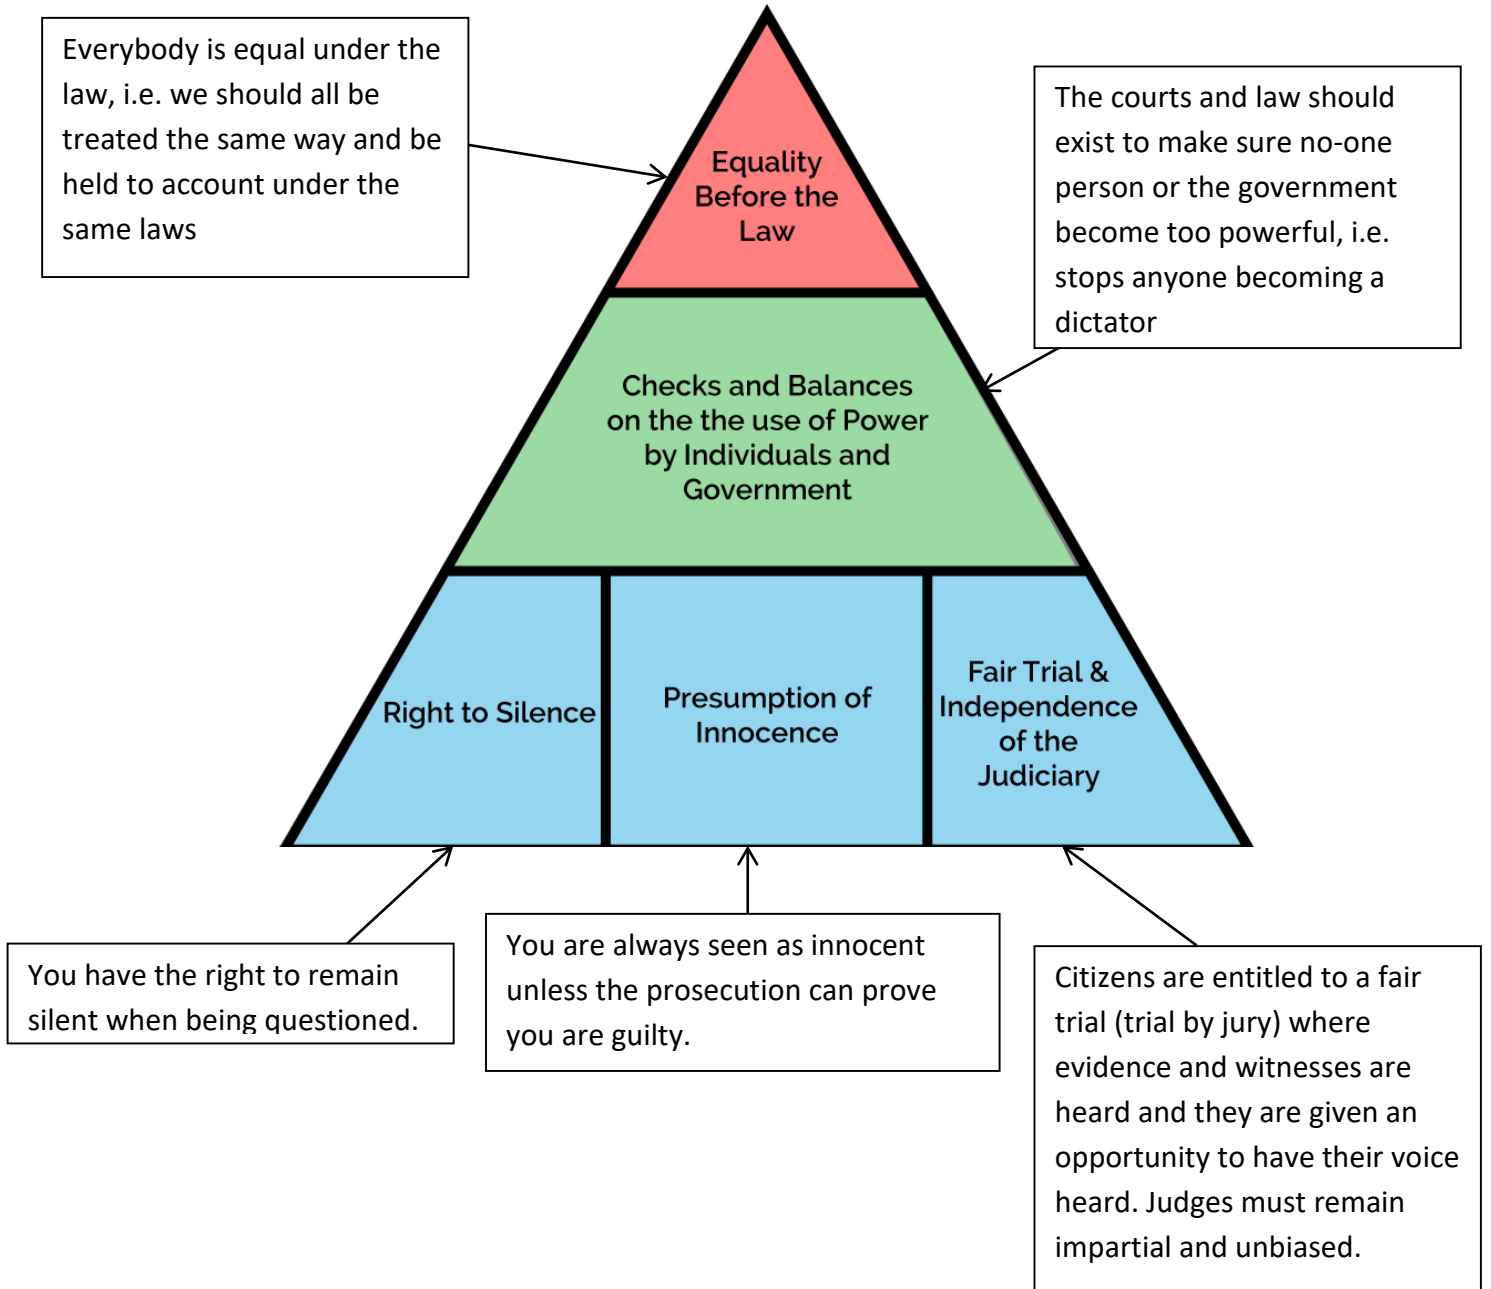 Everybody is equal under the
law, i.e. we should all be
treated the same way and be
held to account under the
same laws
The courts and law should
exist to make sure no-one
person or the government
become too powerful, i.e.
stops anyone becoming a
dictator
Equality
Before the
Law
Checks and Balances
on the the use of Power
by Individuals and
Government
Right to Silence
Presumption of
Innocence
Fair Trial &
Independence
of the
Judiciary
You have the right to remain
silent when being questioned.
You are always seen as innocent
unless the prosecution can prove
you are guilty.
Citizens are entitled to a fair
trial (trial by jury) where
evidence and witnesses are
heard and they are given an
opportunity to have their voice
heard. Judges must remain
impartial and unbiased.